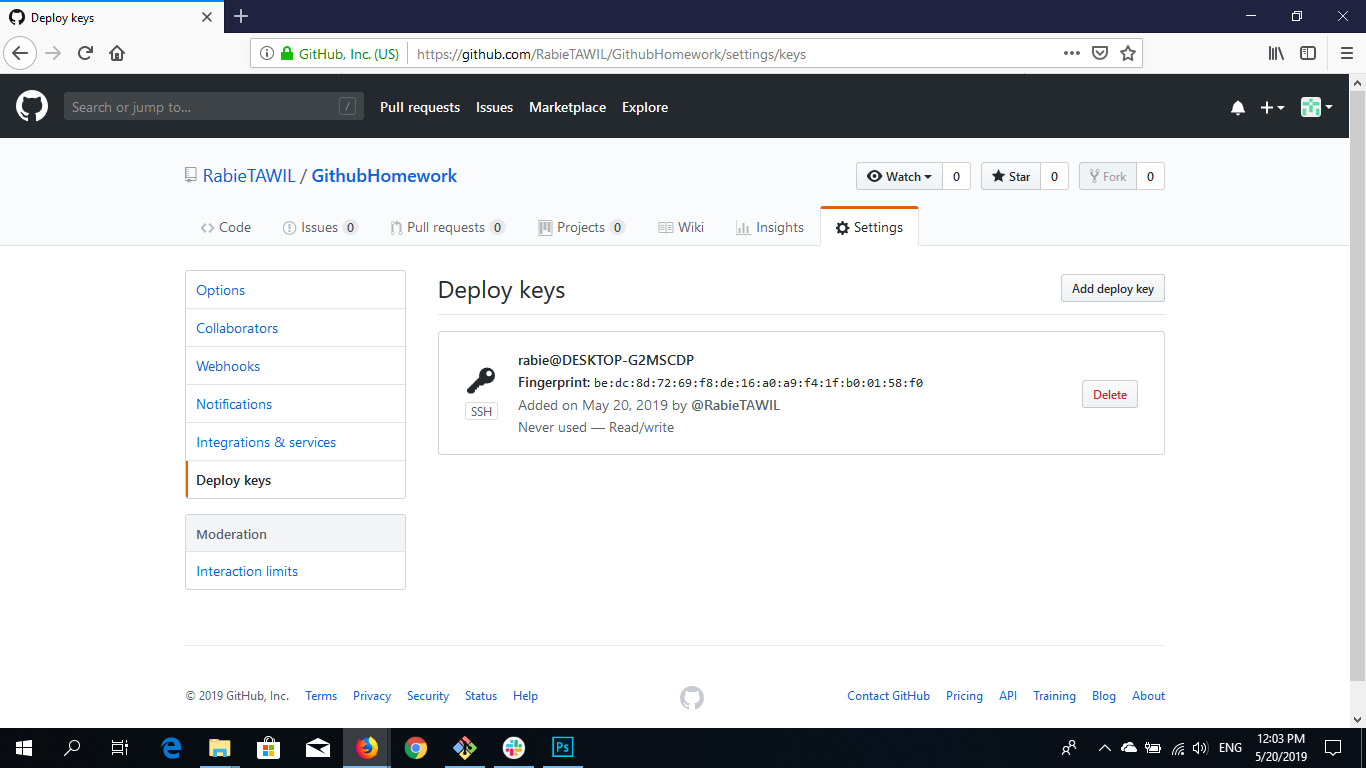 Deploy keys
GitHub, Inc. (US)
https://github.com/RabieTAWIL/GithubHomework/settings/keys
Search or jump to...
/
Pull requests
Issues
Marketplace
Explore
RabieTAWIL / GithubHomework
Watch
0
Star
0
Fork
0
Code
Issues 0
Pull requests 0
Projects 0
Wiki
Insights
Settings
Options
Collaborators
Webhooks
Notifications
Integrations & services
Deploy keys
Moderation
Interaction limits
Deploy keys
Add deploy key
SSH
rabie@DESKTOP-G2MSCDP
Fingerprint: be:dc:8d:72:69:f8:de:16:a0:a9:f4:1f:b0:01:58:f0
Added on May 20, 2019 by @RabieTAWIL
Never used — Read/write
Delete
© 2019 GitHub, Inc.
Terms
Privacy
Security
Status
Help
Contact GitHub
Pricing
API
Training
Blog
About
Ps
ENG
12:03 PM
5/20/2019